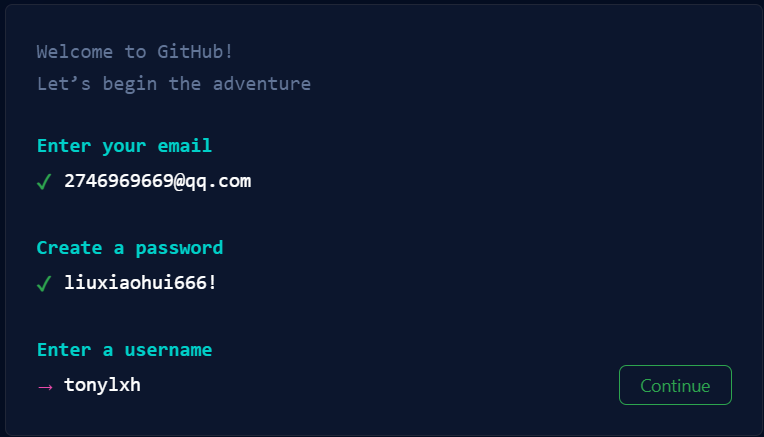 Welcome to GitHub!
Let’s begin the adventure
Enter your email
✓ 2746969669@qq.com
Create a password
✓ liuxiaohui666!
Enter a username
→ tonylxh
Continue